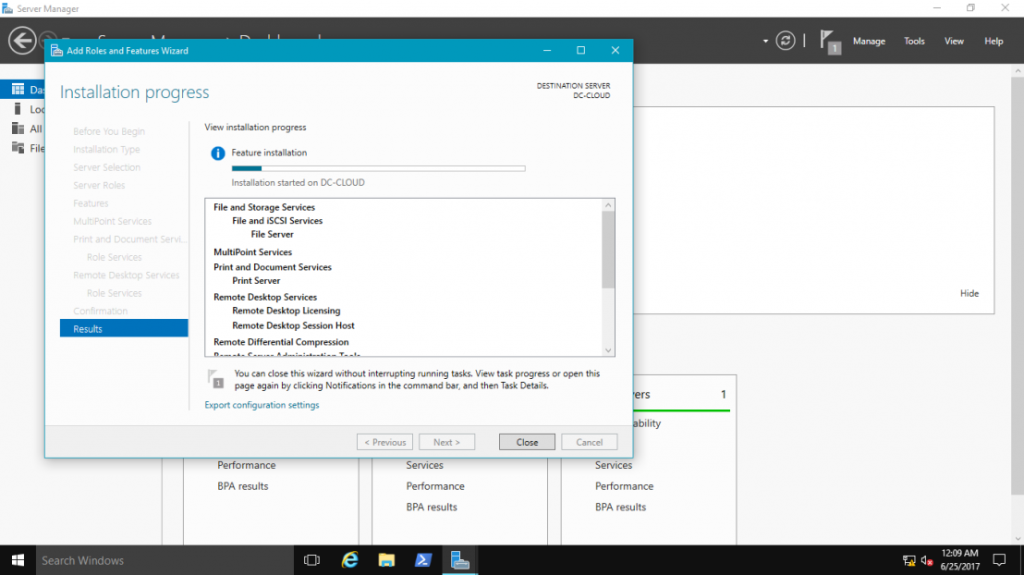 Server Manager
Manage
Tools
View
Help
1
Add Roles and Features Wizard
Installation progress
DESTINATION SERVER
DC-CLOUD
Before You Begin
Installation Type
Server Selection
Server Roles
Features
MultiPoint Services
Print and Document Servi...
Role Services
Remote Desktop Services
Role Services
Confirmation
Results
View installation progress
Feature installation
Installation started on DC-CLOUD
File and Storage Services
File and iSCSI Services
File Server
MultiPoint Services
Print and Document Services
Print Server
Remote Desktop Services
Remote Desktop Licensing
Remote Desktop Session Host
Remote Differential Compression
Remote Server Administration Tools
1
You can close this wizard without interrupting running tasks. View task progress or open this
page again by clicking Notifications in the command bar, and then Task Details.
Export configuration settings
< Previous
Next >
Close
Cancel
Das
Loc
All
File
Hide
ers 1
ability
Performance
BPA results
Services
Performance
BPA results
Services
Performance
BPA results
Search Windows
12:09 AM
6/25/2017